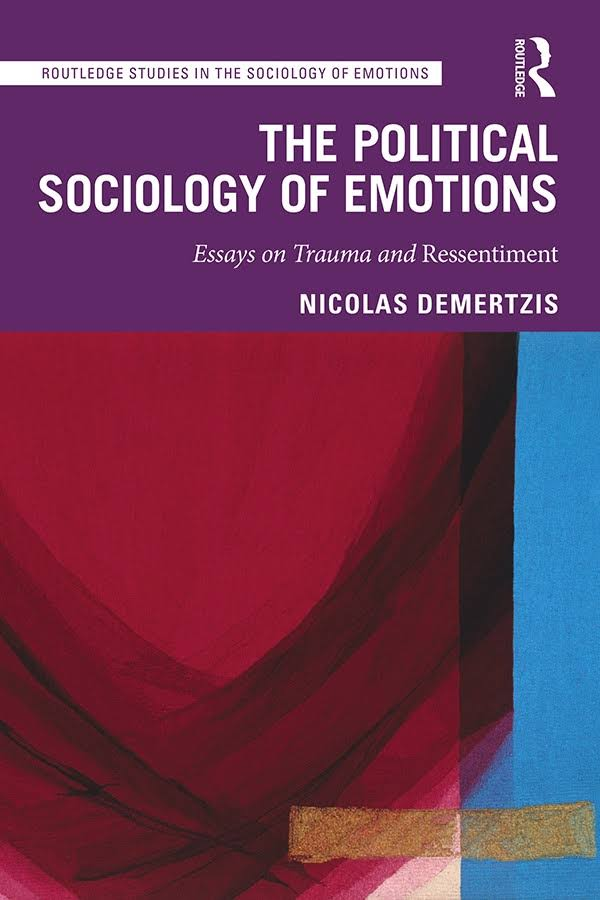 ROUTLEDGE STUDIES IN THE SOCIOLOGY OF EMOTIONS
ROUTLEDGE
THE POLITICAL
SOCIOLOGY OF EMOTIONS
Essays on Trauma and Ressentiment
NICOLAS DEMERTZIS